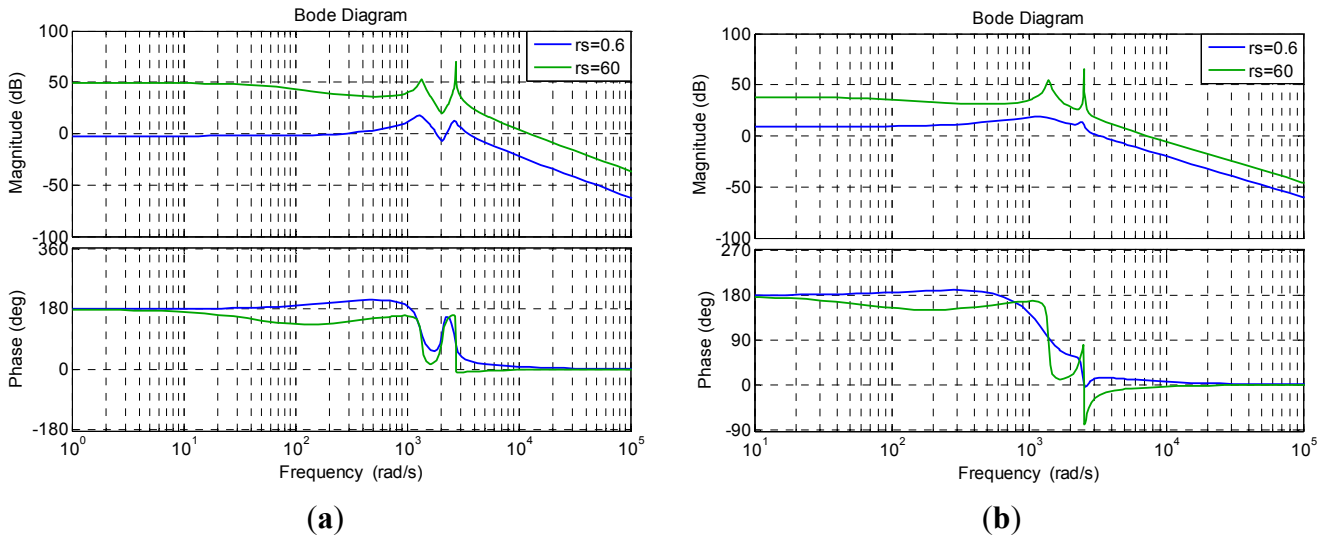 Bode Diagram
rs=0.6
rs=60
Magnitude (dB)
100
50
0
-50
-100
Phase (deg)
360
180
0
-180
10^0 10^1 10^2 10^3 10^4 10^5
Frequency (rad/s)
(a)
Bode Diagram
rs=0.6
rs=60
Magnitude (dB)
100
50
0
-50
-100
Phase (deg)
270
180
90
0
-90
10^1 10^2 10^3 10^4 10^5
Frequency (rad/s)
(b)